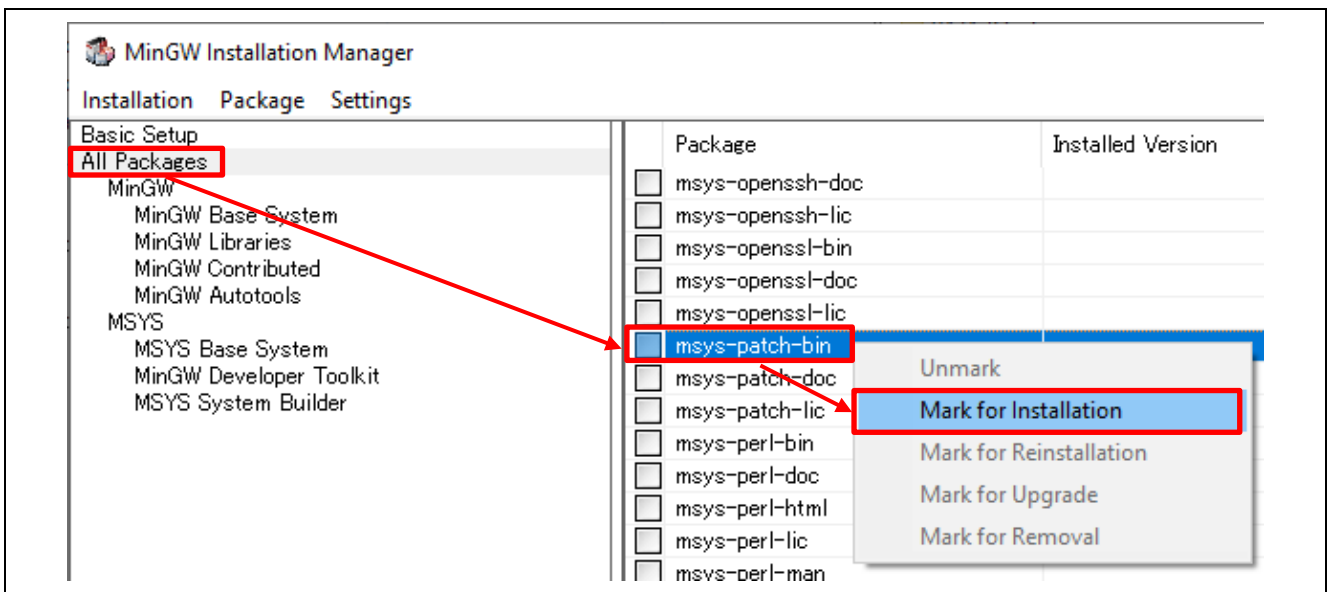 MinGW Installation Manager
Installation Package Settings
Basic Setup
All Packages
MinGW
MinGW Base System
MinGW Libraries
MinGW Contributed
MinGW Autotools
MSYS
MSYS Base System
MinGW Developer Toolkit
MSYS System Builder
Package Installed Version
msys-openssh-doc
msys-openssh-lic
msys-openssl-bin
msys-openssl-doc
msys-openssl-lic
msys-patch-bin
msys-patch-doc
msys-patch-lic
msys-perl-bin
msys-perl-doc
msys-perl-html
msys-perl-lic
msys-perl-man
Unmark
Mark for Installation
Mark for Reinstallation
Mark for Upgrade
Mark for Removal